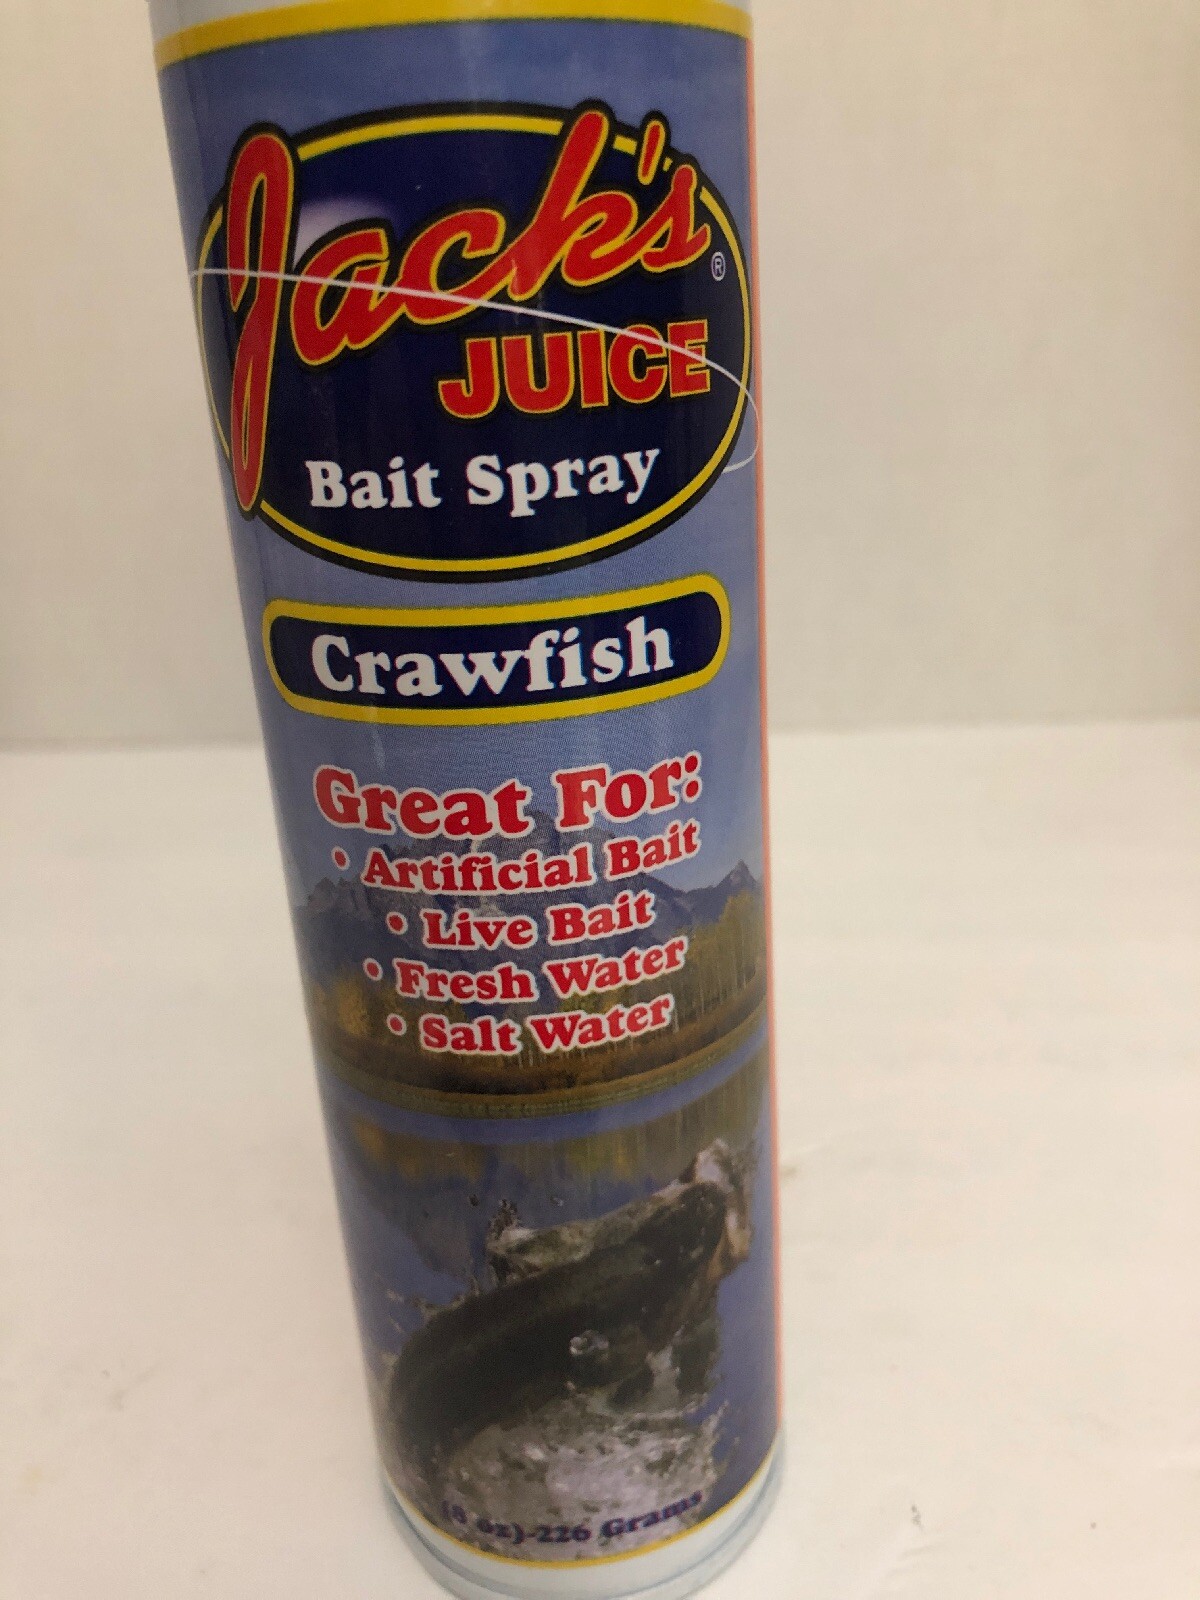 Jack's ®
JUICE
Bait Spray
Crawfish
Great For:
• Artificial Bait
• Live Bait
• Fresh Water
• Salt Water
(8 oz)-226 Grams